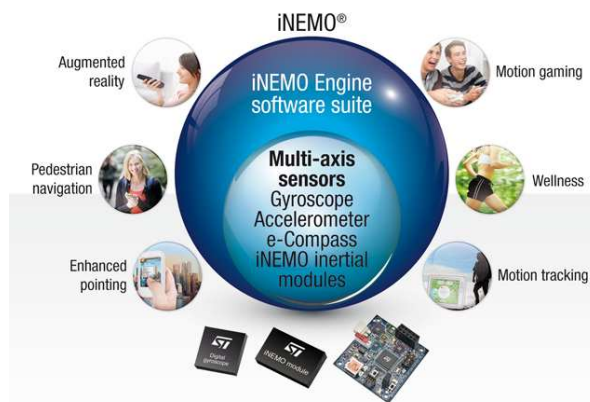 iNEMO®
Augmented
reality
iNEMO Engine
software suite
Motion gaming
Pedestrian
navigation
Multi-axis
sensors
Gyroscope
Accelerometer
e-Compass
iNEMO inertial
modules
Wellness
Enhanced
pointing
Motion tracking
ST
Digital
gyroscope
ST
iNEMO module